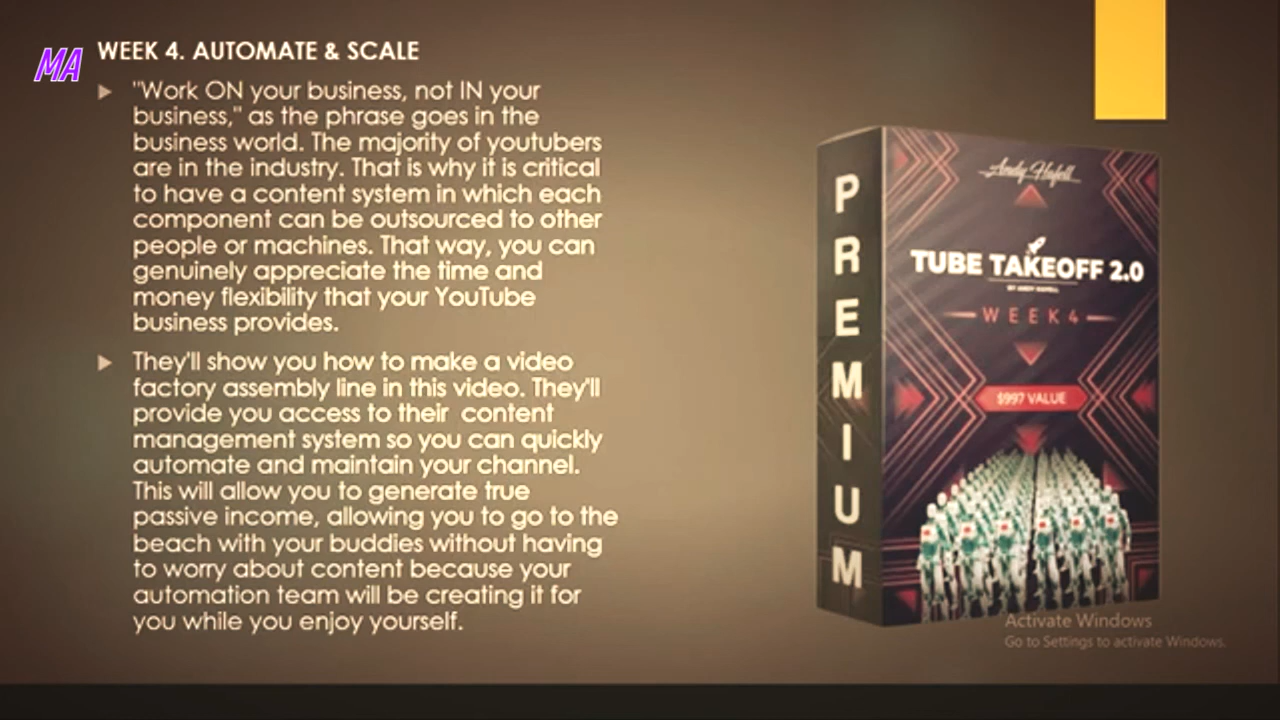 MA
WEEK 4. AUTOMATE & SCALE
"Work ON your business, not IN your
business," as the phrase goes in the
business world. The majority of youtubers
are in the industry. That is why it is critical
to have a content system in which each
component can be outsourced to other
people or machines. That way, you can
genuinely appreciate the time and
money flexibility that your YouTube
business provides.
They'll show you how to make a video
factory assembly line in this video. They'll
provide you access to their content
management system so you can quickly
automate and maintain your channel.
This will allow you to generate true
passive income, allowing you to go to the
beach with your buddies without having
to worry about content because your
automation team will be creating it for
you while you enjoy yourself.
PREMIUM
Andy Hafell
TUBE TAKEOFF 2.0
BY ANDY HAFELL
WEEK 4
$997 VALUE
Activate Windows
Go to Settings to activate Windows.